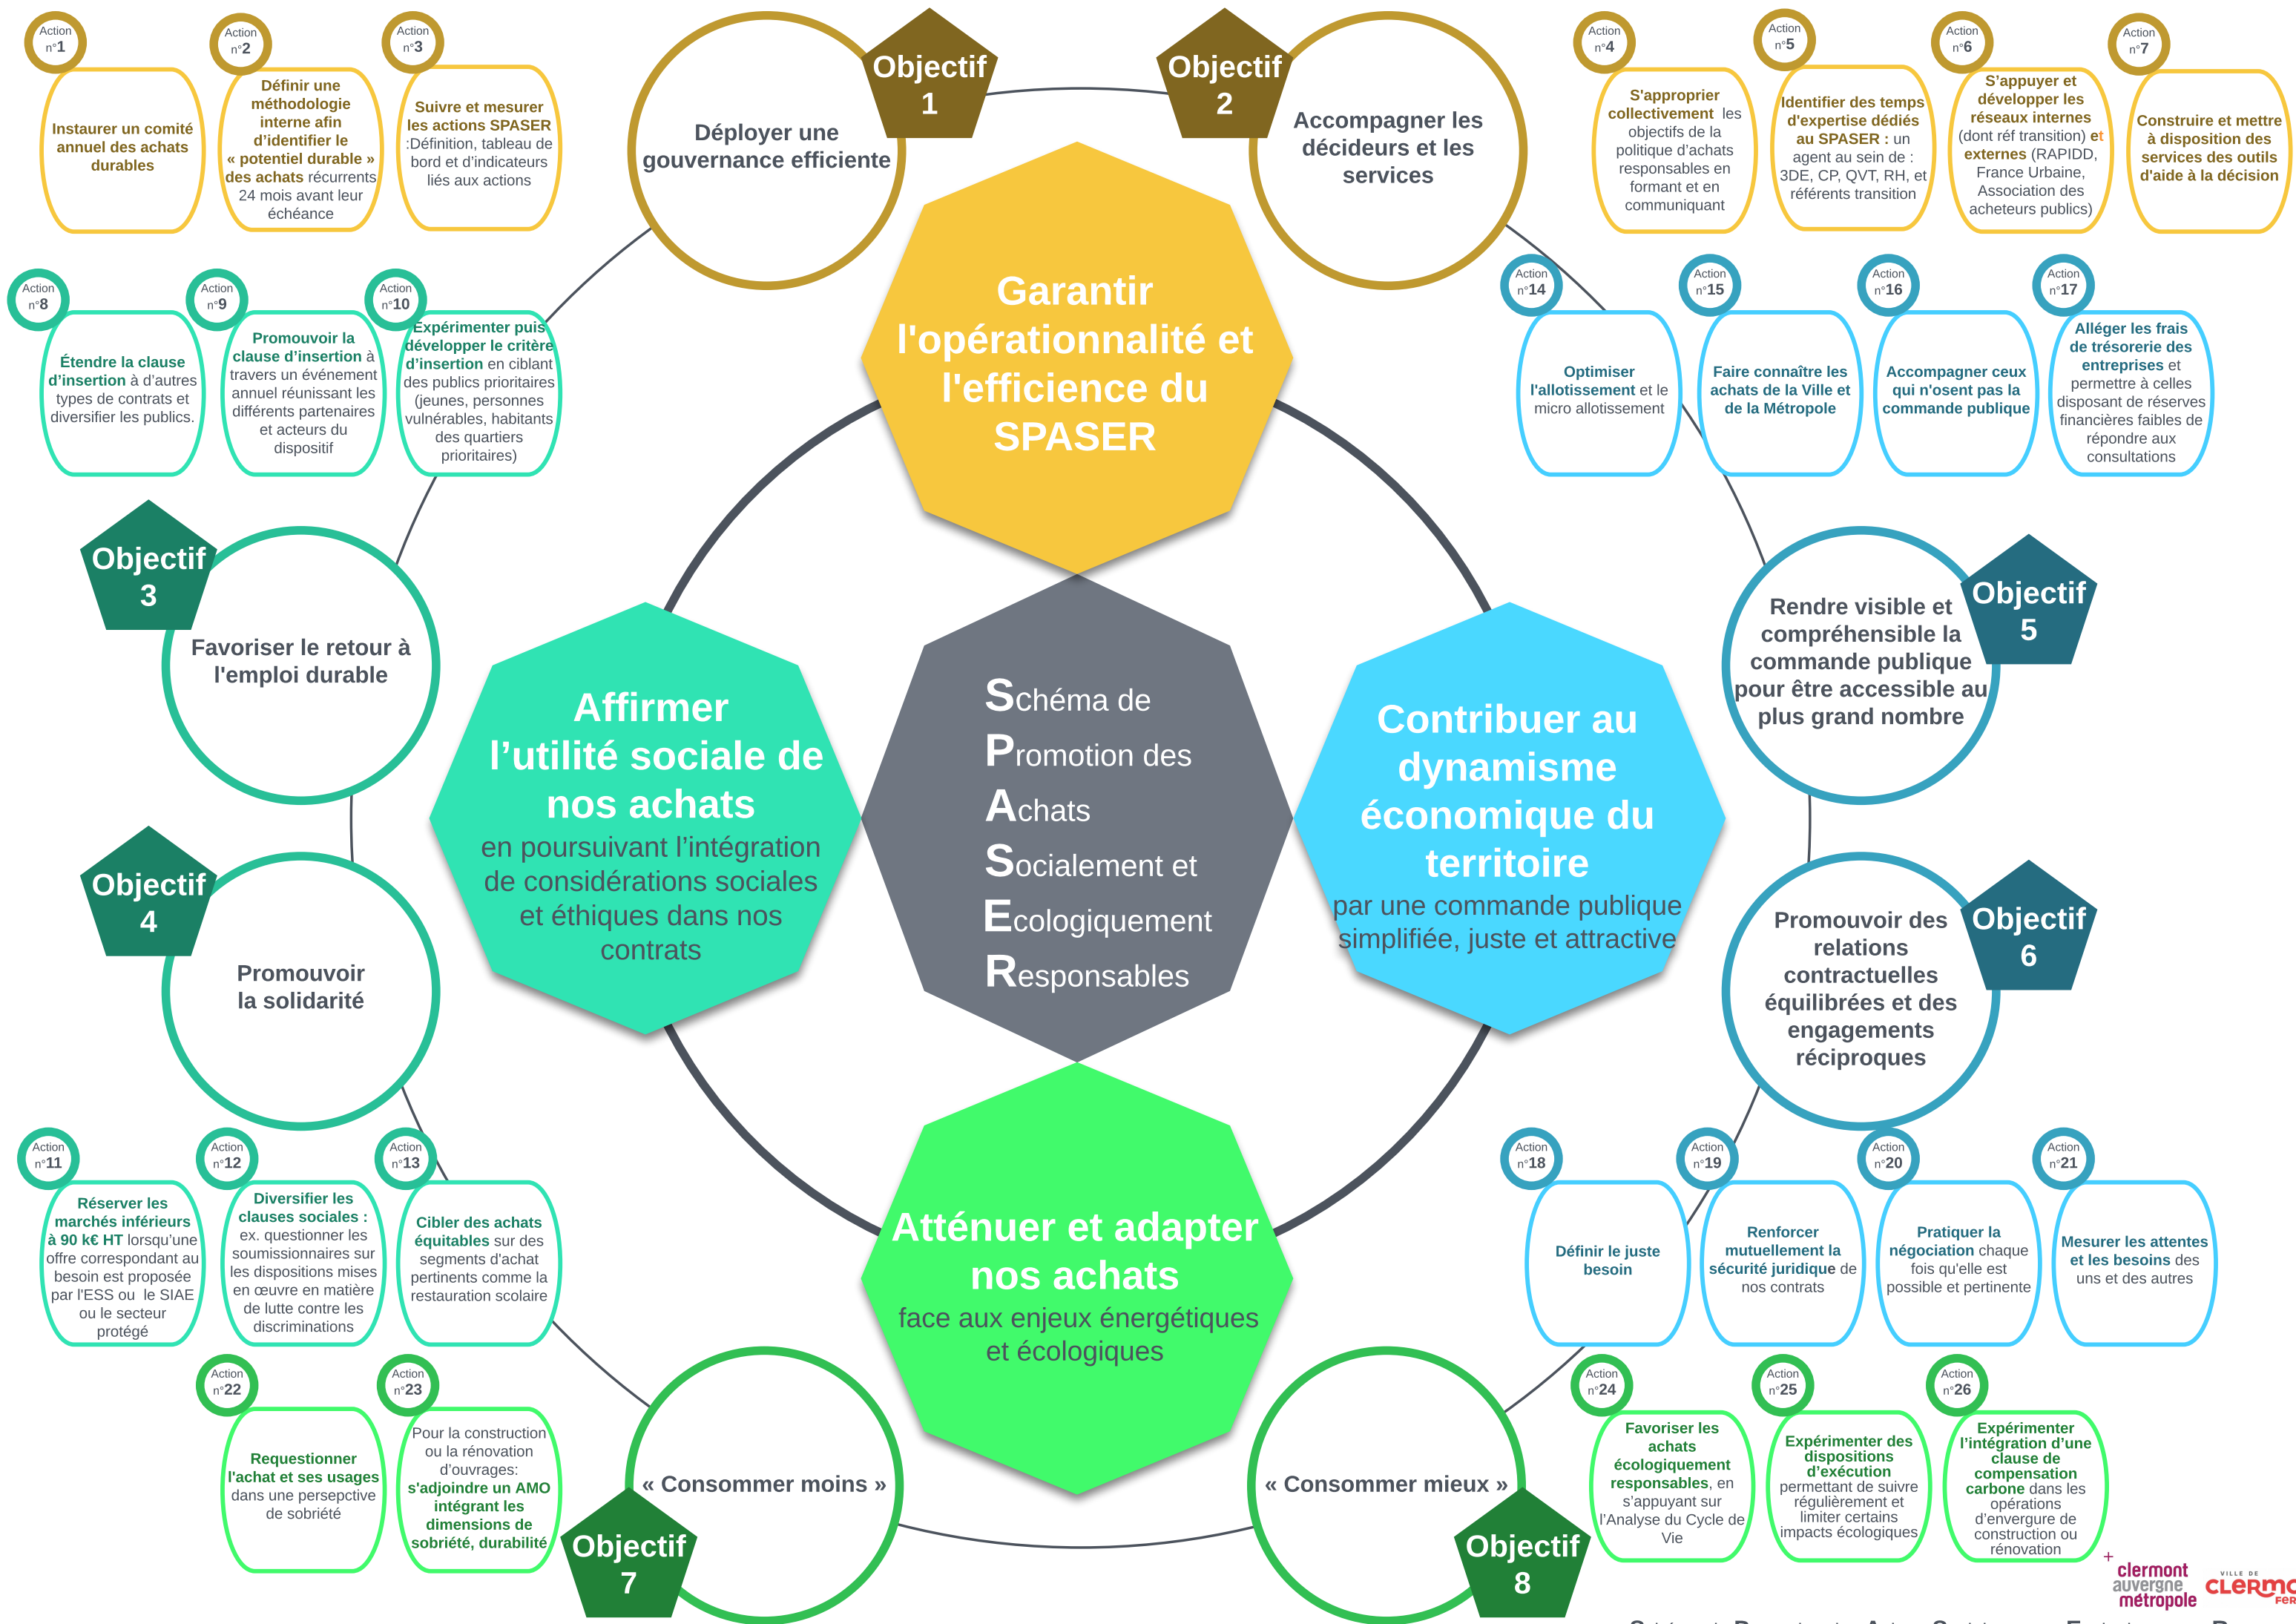 Action
n°1
Instaurer un comité
annuel des achats
durables
Action
n°2
Définir une
méthodologie
interne afin
d’identifier le
« potentiel durable »
des achats récurrents
24 mois avant leur
échéance
Action
n°3
Suivre et mesurer
les actions SPASER
:Définition, tableau de
bord et d’indicateurs
liés aux actions
Déployer une
gouvernance efficiente
Objectif
1
Objectif
2
Accompagner les
décideurs et les
services
Action
n°4
S'approprier
collectivement les
objectifs de la
politique d’achats
responsables en
formant et en
communiquant
Action
n°5
Identifier des temps
d'expertise dédiés
au SPASER : un
agent au sein de :
3DE, CP, QVT, RH, et
référents transition
Action
n°6
S’appuyer et
développer les
réseaux internes
(dont réf transition) et
externes (RAPIDD,
France Urbaine,
Association des
acheteurs publics)
Action
n°7
Construire et mettre
à disposition des
services des outils
d'aide à la décision
Action
n°8
Étendre la clause
d’insertion à d’autres
types de contrats et
diversifier les publics.
Action
n°9
Promouvoir la
clause d’insertion à
travers un événement
annuel réunissant les
différents partenaires
et acteurs du
dispositif
Action
n°10
Expérimenter puis
développer le critère
d’insertion en ciblant
des publics prioritaires
(jeunes, personnes
vulnérables, habitants
des quartiers
prioritaires)
Garantir
l'opérationnalité et
l'efficience du
SPASER
Action
n°14
Optimiser
l'allotissement et le
micro allotissement
Action
n°15
Faire connaître les
achats de la Ville et
de la Métropole
Action
n°16
Accompagner ceux
qui n'osent pas la
commande publique
Action
n°17
Alléger les frais
de trésorerie des
entreprises et
permettre à celles
disposant de réserves
financières faibles de
répondre aux
consultations
Objectif
3
Favoriser le retour à
l'emploi durable
Objectif
4
Promouvoir
la solidarité
Affirmer
l’utilité sociale de
nos achats
en poursuivant l’intégration
de considérations sociales
et éthiques dans nos
contrats
Schéma de
Promotion des
Achats
Socialement et
Ecologiquement
Responsables
Contribuer au
dynamisme
économique du
territoire
par une commande publique
simplifiée, juste et attractive
Rendre visible et
compréhensible la
commande publique
pour être accessible au
plus grand nombre
Objectif
5
Promouvoir des
relations
contractuelles
équilibrées et des
engagements
réciproques
Objectif
6
Action
n°11
Réserver les
marchés inférieurs
à 90 k€ HT lorsqu’une
offre correspondant au
besoin est proposée
par l'ESS ou le SIAE
ou le secteur
protégé
Action
n°12
Diversifier les
clauses sociales :
ex. questionner les
soumissionnaires sur
les dispositions mises
en œuvre en matière
de lutte contre les
discriminations
Action
n°13
Cibler des achats
équitables sur des
segments d'achat
pertinents comme la
restauration scolaire
Atténuer et adapter
nos achats
face aux enjeux énergétiques
et écologiques
Action
n°18
Définir le juste
besoin
Action
n°19
Renforcer
mutuellement la
sécurité juridique de
nos contrats
Action
n°20
Pratiquer la
négociation chaque
fois qu'elle est
possible et pertinente
Action
n°21
Mesurer les attentes
et les besoins des
uns et des autres
Action
n°22
Requestionner
l'achat et ses usages
dans une persepctive
de sobriété
Action
n°23
Pour la construction
ou la rénovation
d’ouvrages:
s'adjoindre un AMO
intégrant les
dimensions de
sobriété, durabilité
« Consommer moins »
Objectif
7
« Consommer mieux »
Objectif
8
Action
n°24
Favoriser les
achats
écologiquement
responsables, en
s’appuyant sur
l’Analyse du Cycle de
Vie
Action
n°25
Expérimenter des
dispositions
d’exécution
permettant de suivre
régulièrement et
limiter certains
impacts écologiques
Action
n°26
Expérimenter
l’intégration d’une
clause de
compensation
carbone dans les
opérations
d’envergure de
construction ou
rénovation
+
clermont
auvergne
métropole
VILLE DE